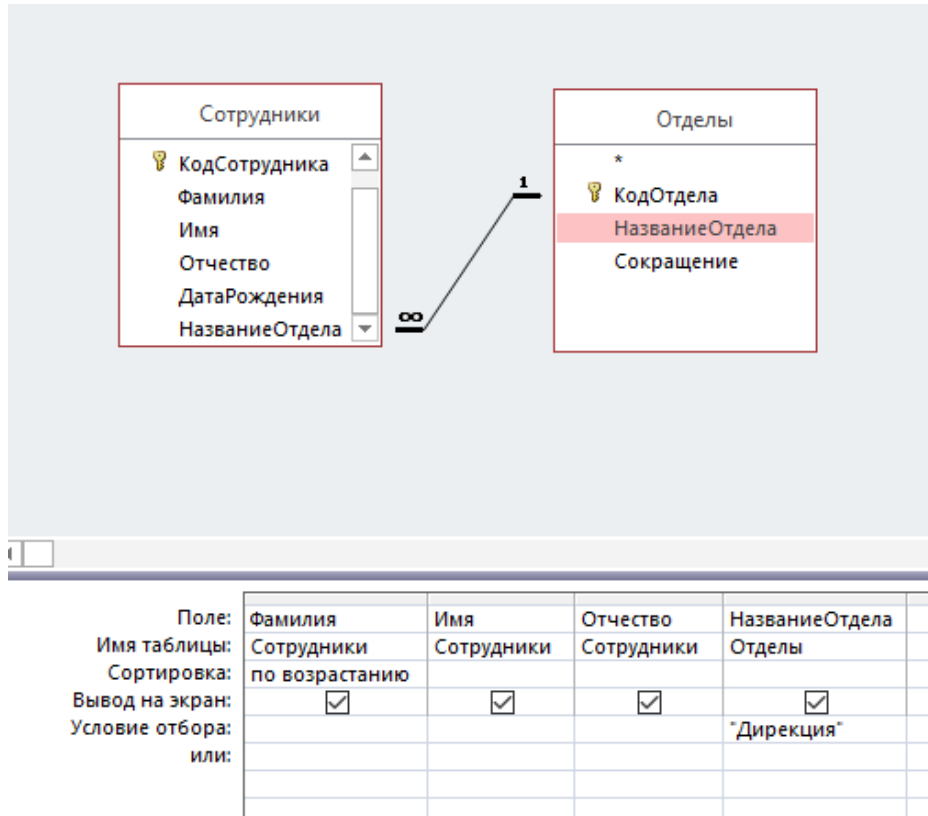 Сотрудники
КодСотрудника
Фамилия
Имя
Отчество
ДатаРождения
НазваниеОтдела
1
∞
Отделы
*
КодОтдела
НазваниеОтдела
Сокращение
Поле: Фамилия Имя Отчество НазваниеОтдела
Имя таблицы: Сотрудники Сотрудники Сотрудники Отделы
Сортировка: по возрастанию
Вывод на экран:
Условие отбора: "Дирекция"
или: